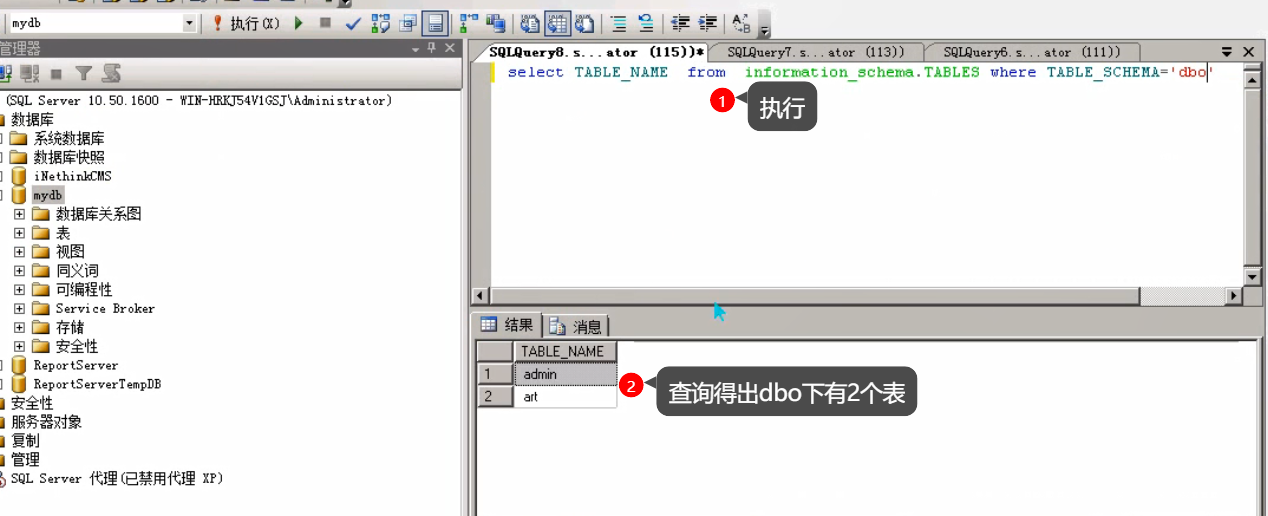 mydb
执行(X)
管理器
(SQL Server 10.50.1600 - WIN-HRKJ54V1GSJ\Administrator)
数据库
系统数据库
数据库快照
iNethinkCMS
mydb
数据库关系图
表
视图
同义词
可编程性
Service Broker
存储
安全性
ReportServer
ReportServerTempDB
安全性
服务器对象
复制
管理
SQL Server 代理(已禁用代理 XP)
SQLQuery8.s...ator (115))* SQLQuery7.s...ator (113)) SQLQuery6.s...ator (111))
select TABLE_NAME from information_schema.TABLES where TABLE_SCHEMA='dbo'
1 执行
结果 消息
TABLE_NAME
1 admin
2 art
2 查询得出dbo下有2个表